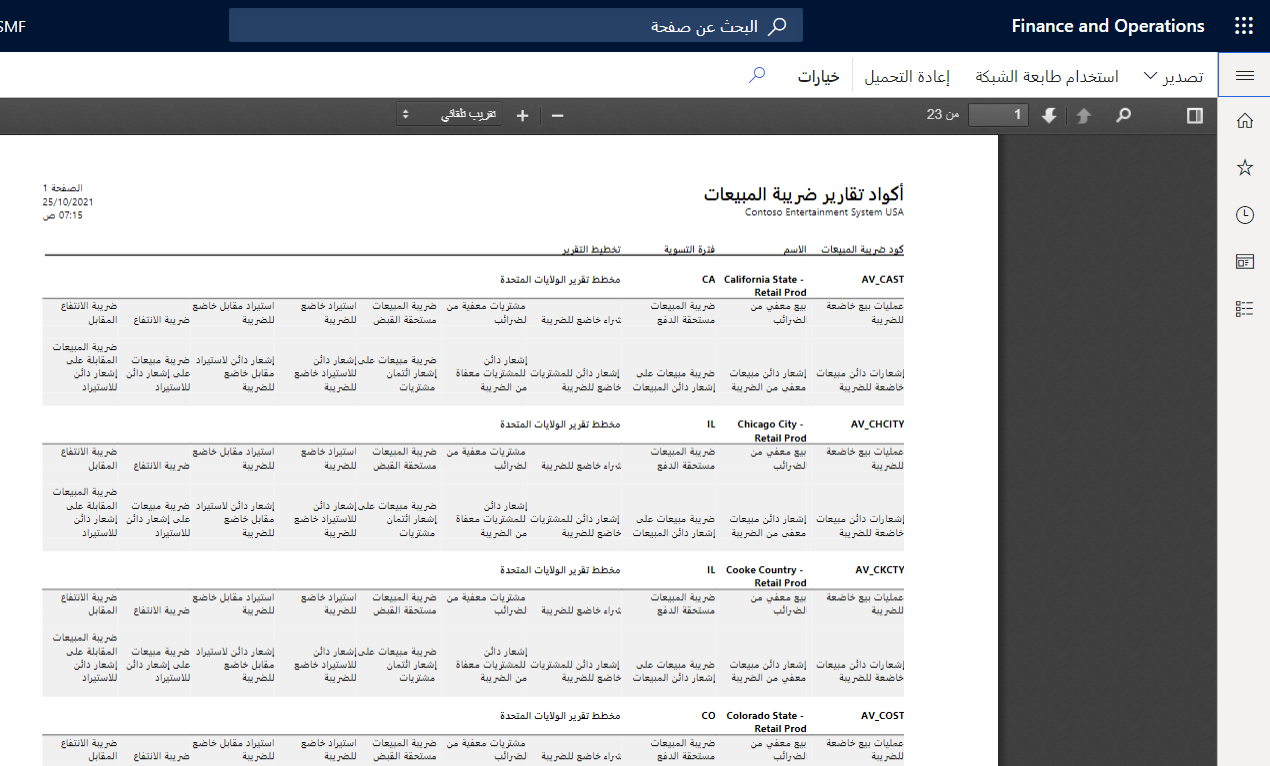 Finance and Operations
البحث عن صفحة
SMF
تصدير
استخدام طابعة الشبكة
إعادة التحميل
خيارات
1
من 23
تقريب تلقائي
أكواد تقارير ضريبة المبيعات
Contoso Entertainment System USA
الصفحة 1
25/10/2021
07:15 ص
كود ضريبة المبيعات الاسم فترة التسوية تخطيط التقرير
AV_CAST California State - CA مخطط تقرير الولايات المتحدة
Retail Prod
عمليات بيع خاضعة بيع معفي من ضريبة المبيعات مشتريات معفية من ضريبة المبيعات استيراد خاضع استيراد مقابل خاضع ضريبة الانتفاع
للضريبة الضرائب مستحقة الدفع شراء خاضع للضريبة لضرائب مستحقة القبض للضريبة للضريبة ضريبة الانتفاع المقابل
ضريبة المبيعات
إشعار دائن ضريبة مبيعات على إشعار دائن إشعار دائن لاستيراد ضريبة مبيعات المقابلة على
إشعارات دائن مبيعات إشعار دائن مبيعات ضريبة مبيعات على إشعار دائن للمشتريات للمشتريات معفاة إشعار ائتمان للاستيراد خاضع مقابل خاضع على إشعار دائن إشعار دائن
خاضعة للضريبة معفى من الضريبة إشعار دائن المبيعات خاضع للضريبة من الضريبة مشتريات للضريبة للضريبة للاستيراد للاستيراد
AV_CHCITY Chicago City - IL مخطط تقرير الولايات المتحدة
Retail Prod
عمليات بيع خاضعة بيع معفي من ضريبة المبيعات مشتريات معفية من ضريبة المبيعات استيراد خاضع استيراد مقابل خاضع ضريبة الانتفاع
للضريبة الضرائب مستحقة الدفع شراء خاضع للضريبة لضرائب مستحقة القبض للضريبة للضريبة ضريبة الانتفاع المقابل
ضريبة المبيعات
إشعار دائن ضريبة مبيعات على إشعار دائن إشعار دائن لاستيراد ضريبة مبيعات المقابلة على
إشعارات دائن مبيعات إشعار دائن مبيعات ضريبة مبيعات على إشعار دائن للمشتريات للمشتريات معفاة إشعار ائتمان للاستيراد خاضع مقابل خاضع على إشعار دائن إشعار دائن
خاضعة للضريبة معفى من الضريبة إشعار دائن المبيعات خاضع للضريبة من الضريبة مشتريات للضريبة للضريبة للاستيراد للاستيراد
AV_CKCTY Cooke Country - IL مخطط تقرير الولايات المتحدة
Retail Prod
عمليات بيع خاضعة بيع معفي من ضريبة المبيعات مشتريات معفية من ضريبة المبيعات استيراد خاضع استيراد مقابل خاضع ضريبة الانتفاع
للضريبة الضرائب مستحقة الدفع شراء خاضع للضريبة لضرائب مستحقة القبض للضريبة للضريبة ضريبة الانتفاع المقابل
ضريبة المبيعات
إشعار دائن ضريبة مبيعات على إشعار دائن إشعار دائن لاستيراد ضريبة مبيعات المقابلة على
إشعارات دائن مبيعات إشعار دائن مبيعات ضريبة مبيعات على إشعار دائن للمشتريات للمشتريات معفاة إشعار ائتمان للاستيراد خاضع مقابل خاضع على إشعار دائن إشعار دائن
خاضعة للضريبة معفي من الضريبة إشعار دائن المبيعات خاضع للضريبة من الضريبة مشتريات للضريبة للضريبة للاستيراد للاستيراد
AV_COST Colorado State - CO مخطط تقرير الولايات المتحدة
Retail Prod
عمليات بيع خاضعة بيع معفي من ضريبة المبيعات مشتريات معفية من ضريبة المبيعات استيراد خاضع استيراد مقابل خاضع ضريبة الانتفاع
للضريبة الضرائب مستحقة الدفع شراء خاضع للضريبة لضرائب مستحقة القبض للضريبة للضريبة ضريبة الانتفاع المقابل